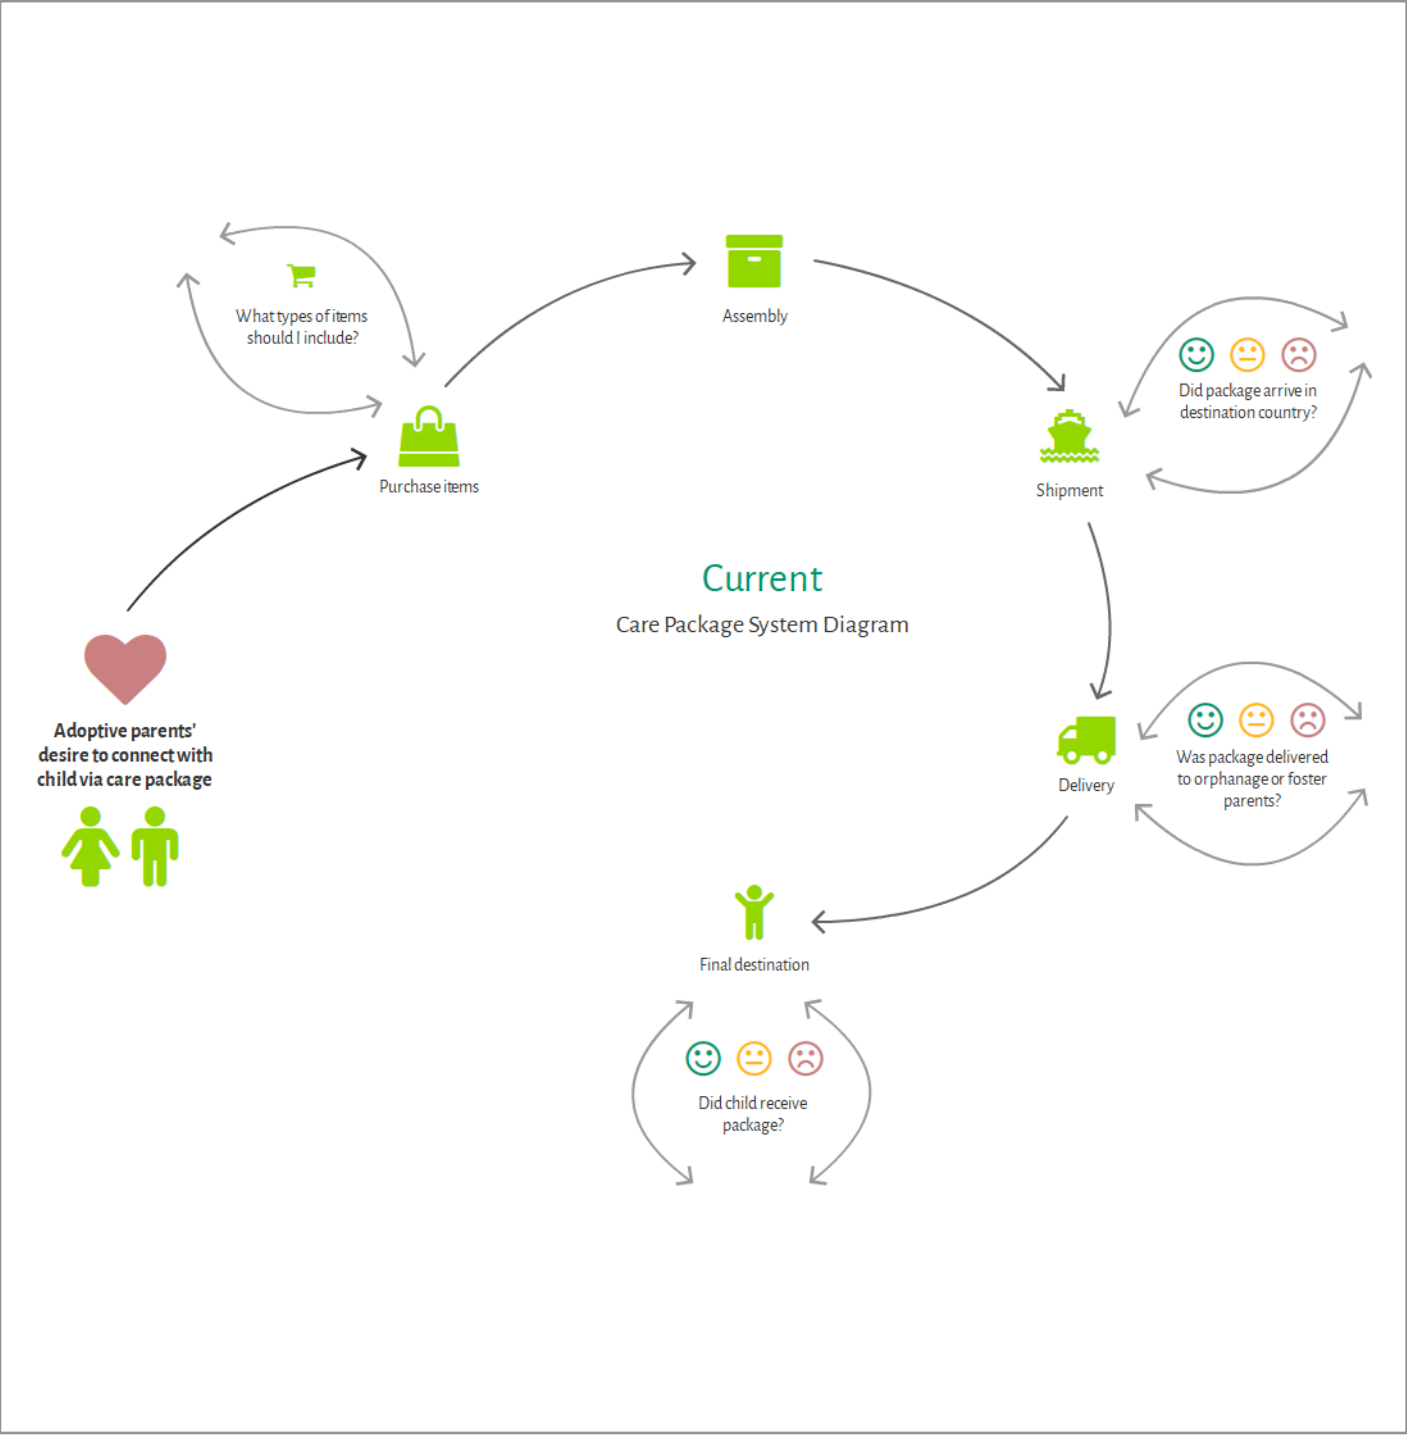 What types of items
should I include?
Assembly
Did package arrive in
destination country?
Purchase items
Shipment
Current
Care Package System Diagram
Adoptive parents'
desire to connect with
child via care package
Was package delivered
to orphanage or foster
parents?
Delivery
Final destination
Did child receive
package?